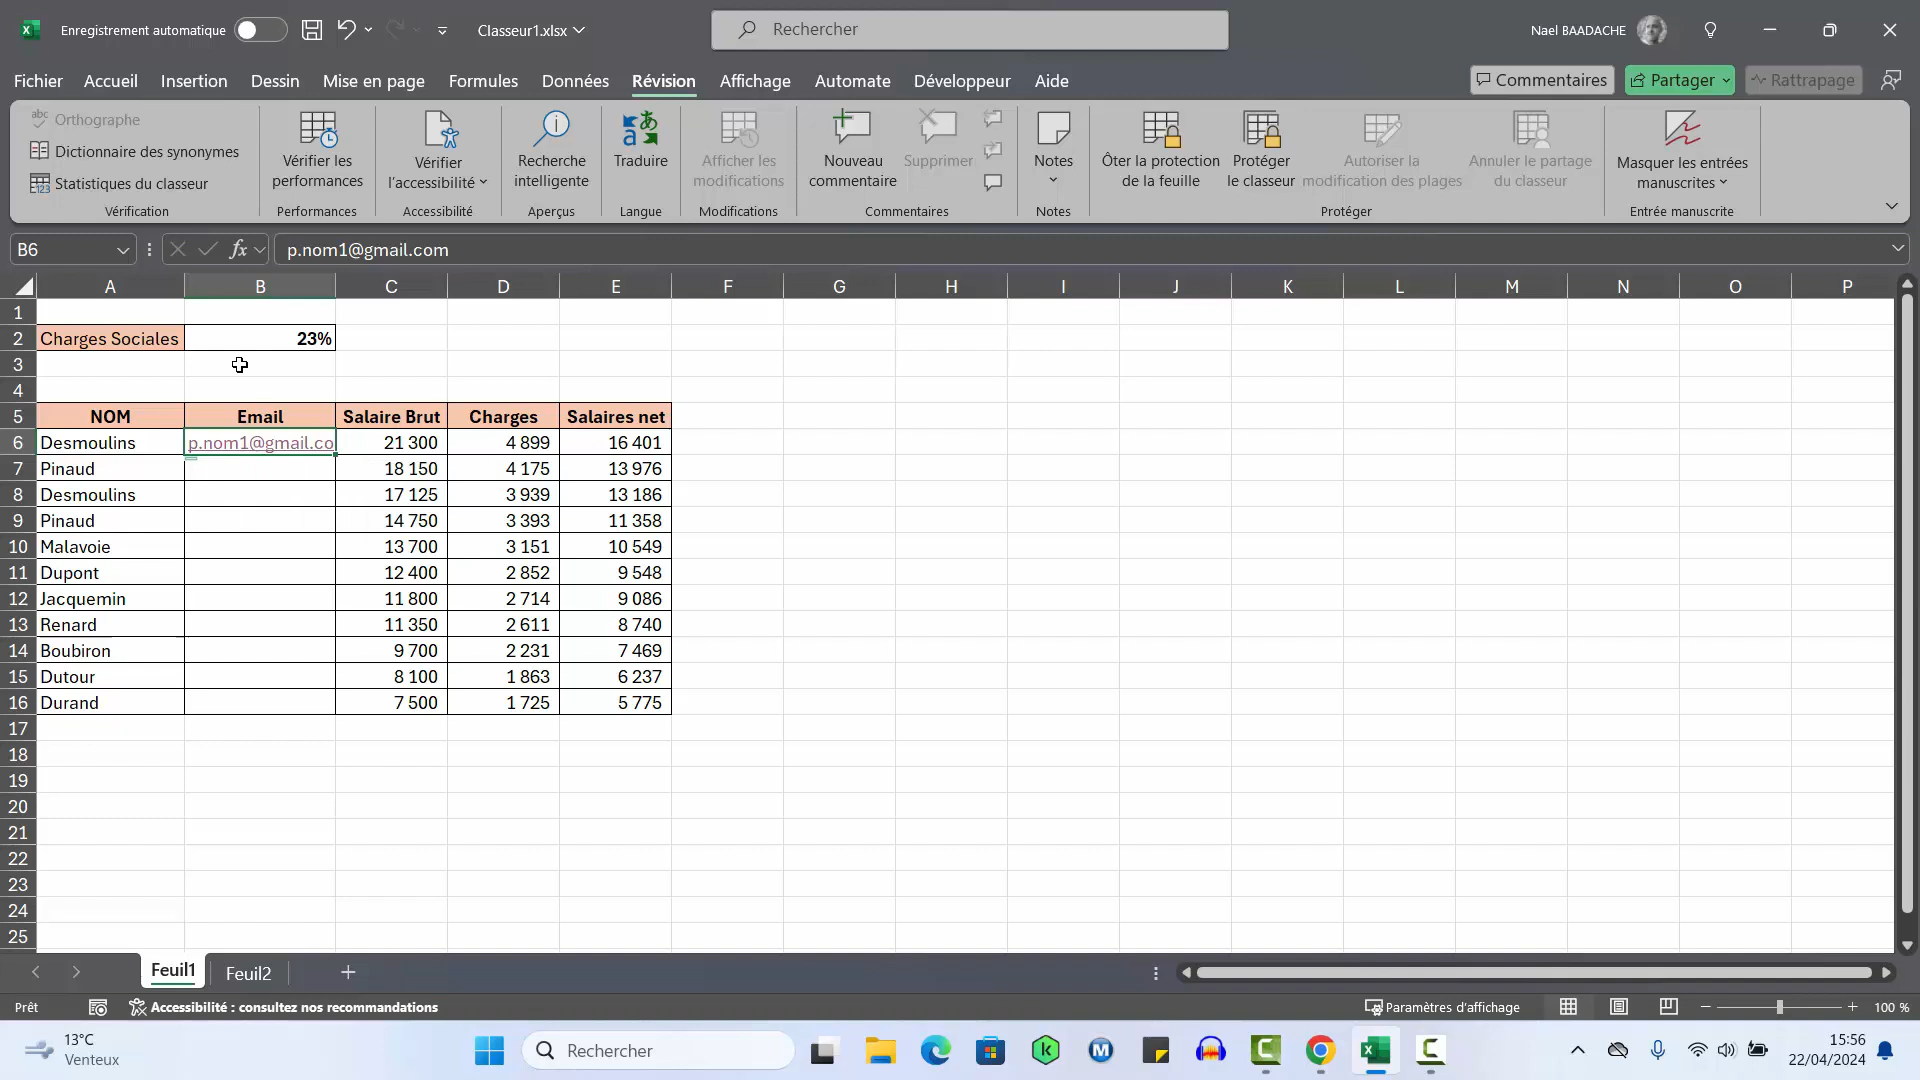 Enregistrement automatique Classeur1.xlsx Rechercher Nael BAADACHE
Fichier Accueil Insertion Dessin Mise en page Formules Données Révision Affichage Automate Développeur Aide Commentaires Partager Rattrapage
Orthographe
Dictionnaire des synonymes
Statistiques du classeur
Vérification
Vérifier les
performances
Performances
Vérifier
l'accessibilité
Accessibilité
Recherche
intelligente
Aperçus
Traduire
Langue
Afficher les
modifications
Modifications
Nouveau
commentaire
Supprimer
Commentaires
Notes
Notes
Ôter la protection
de la feuille
Protéger
le classeur
Autoriser la
modification des plages
Annuler le partage
du classeur
Protéger
Masquer les entrées
manuscrites
Entrée manuscrite
B6 fx p.nom1@gmail.com
A B C D E F G H I J K L M N O P
1
2 Charges Sociales 23%
3
4
5 NOM Email Salaire Brut Charges Salaires net
6 Desmoulins p.nom1@gmail.co 21 300 4 899 16 401
7 Pinaud 18 150 4 175 13 976
8 Desmoulins 17 125 3 939 13 186
9 Pinaud 14 750 3 393 11 358
10 Malavoie 13 700 3 151 10 549
11 Dupont 12 400 2 852 9 548
12 Jacquemin 11 800 2 714 9 086
13 Renard 11 350 2 611 8 740
14 Boubiron 9 700 2 231 7 469
15 Dutour 8 100 1 863 6 237
16 Durand 7 500 1 725 5 775
17
18
19
20
21
22
23
24
25
Feuil1 Feuil2
Prêt Accessibilité : consultez nos recommandations Paramètres d'affichage 100 %
13°C
Venteux
Rechercher
15:56
22/04/2024